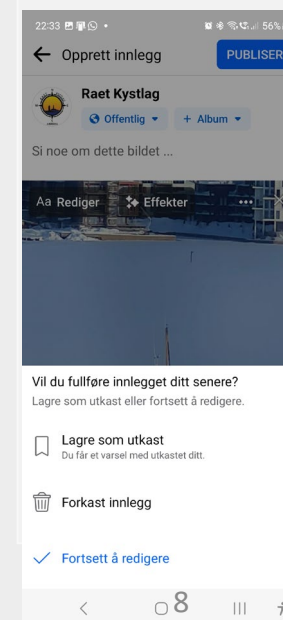 22:33
56%
Opprett innlegg
PUBLISER
Raet Kystlag
Offentlig
+ Album
Si noe om dette bildet ...
Aa Rediger
Effekter
Vil du fullføre innlegget ditt senere?
Lagre som utkast eller fortsett å redigere.
Lagre som utkast
Du får et varsel med utkastet ditt.
Forkast innlegg
Fortsett å redigere
8